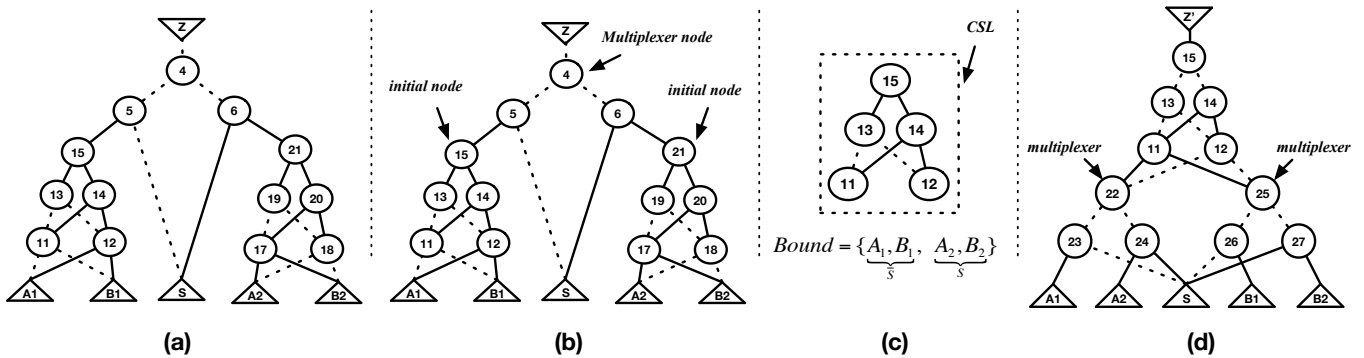 Z
4
5
6
15
21
13
14
19
20
11
12
17
18
A1
B1
S
A2
B2
(a)
Z
Multiplexer node
4
initial node
initial node
5
6
15
21
13
14
19
20
11
12
17
18
A1
B1
S
A2
B2
(b)
CSL
15
13
14
11
12
Bound = {A₁, B₁, A₂, B₂}
S̄
S
(c)
Z'
15
13
14
11
12
multiplexer
multiplexer
22
25
23
24
26
27
A1
A2
S
B1
B2
(d)